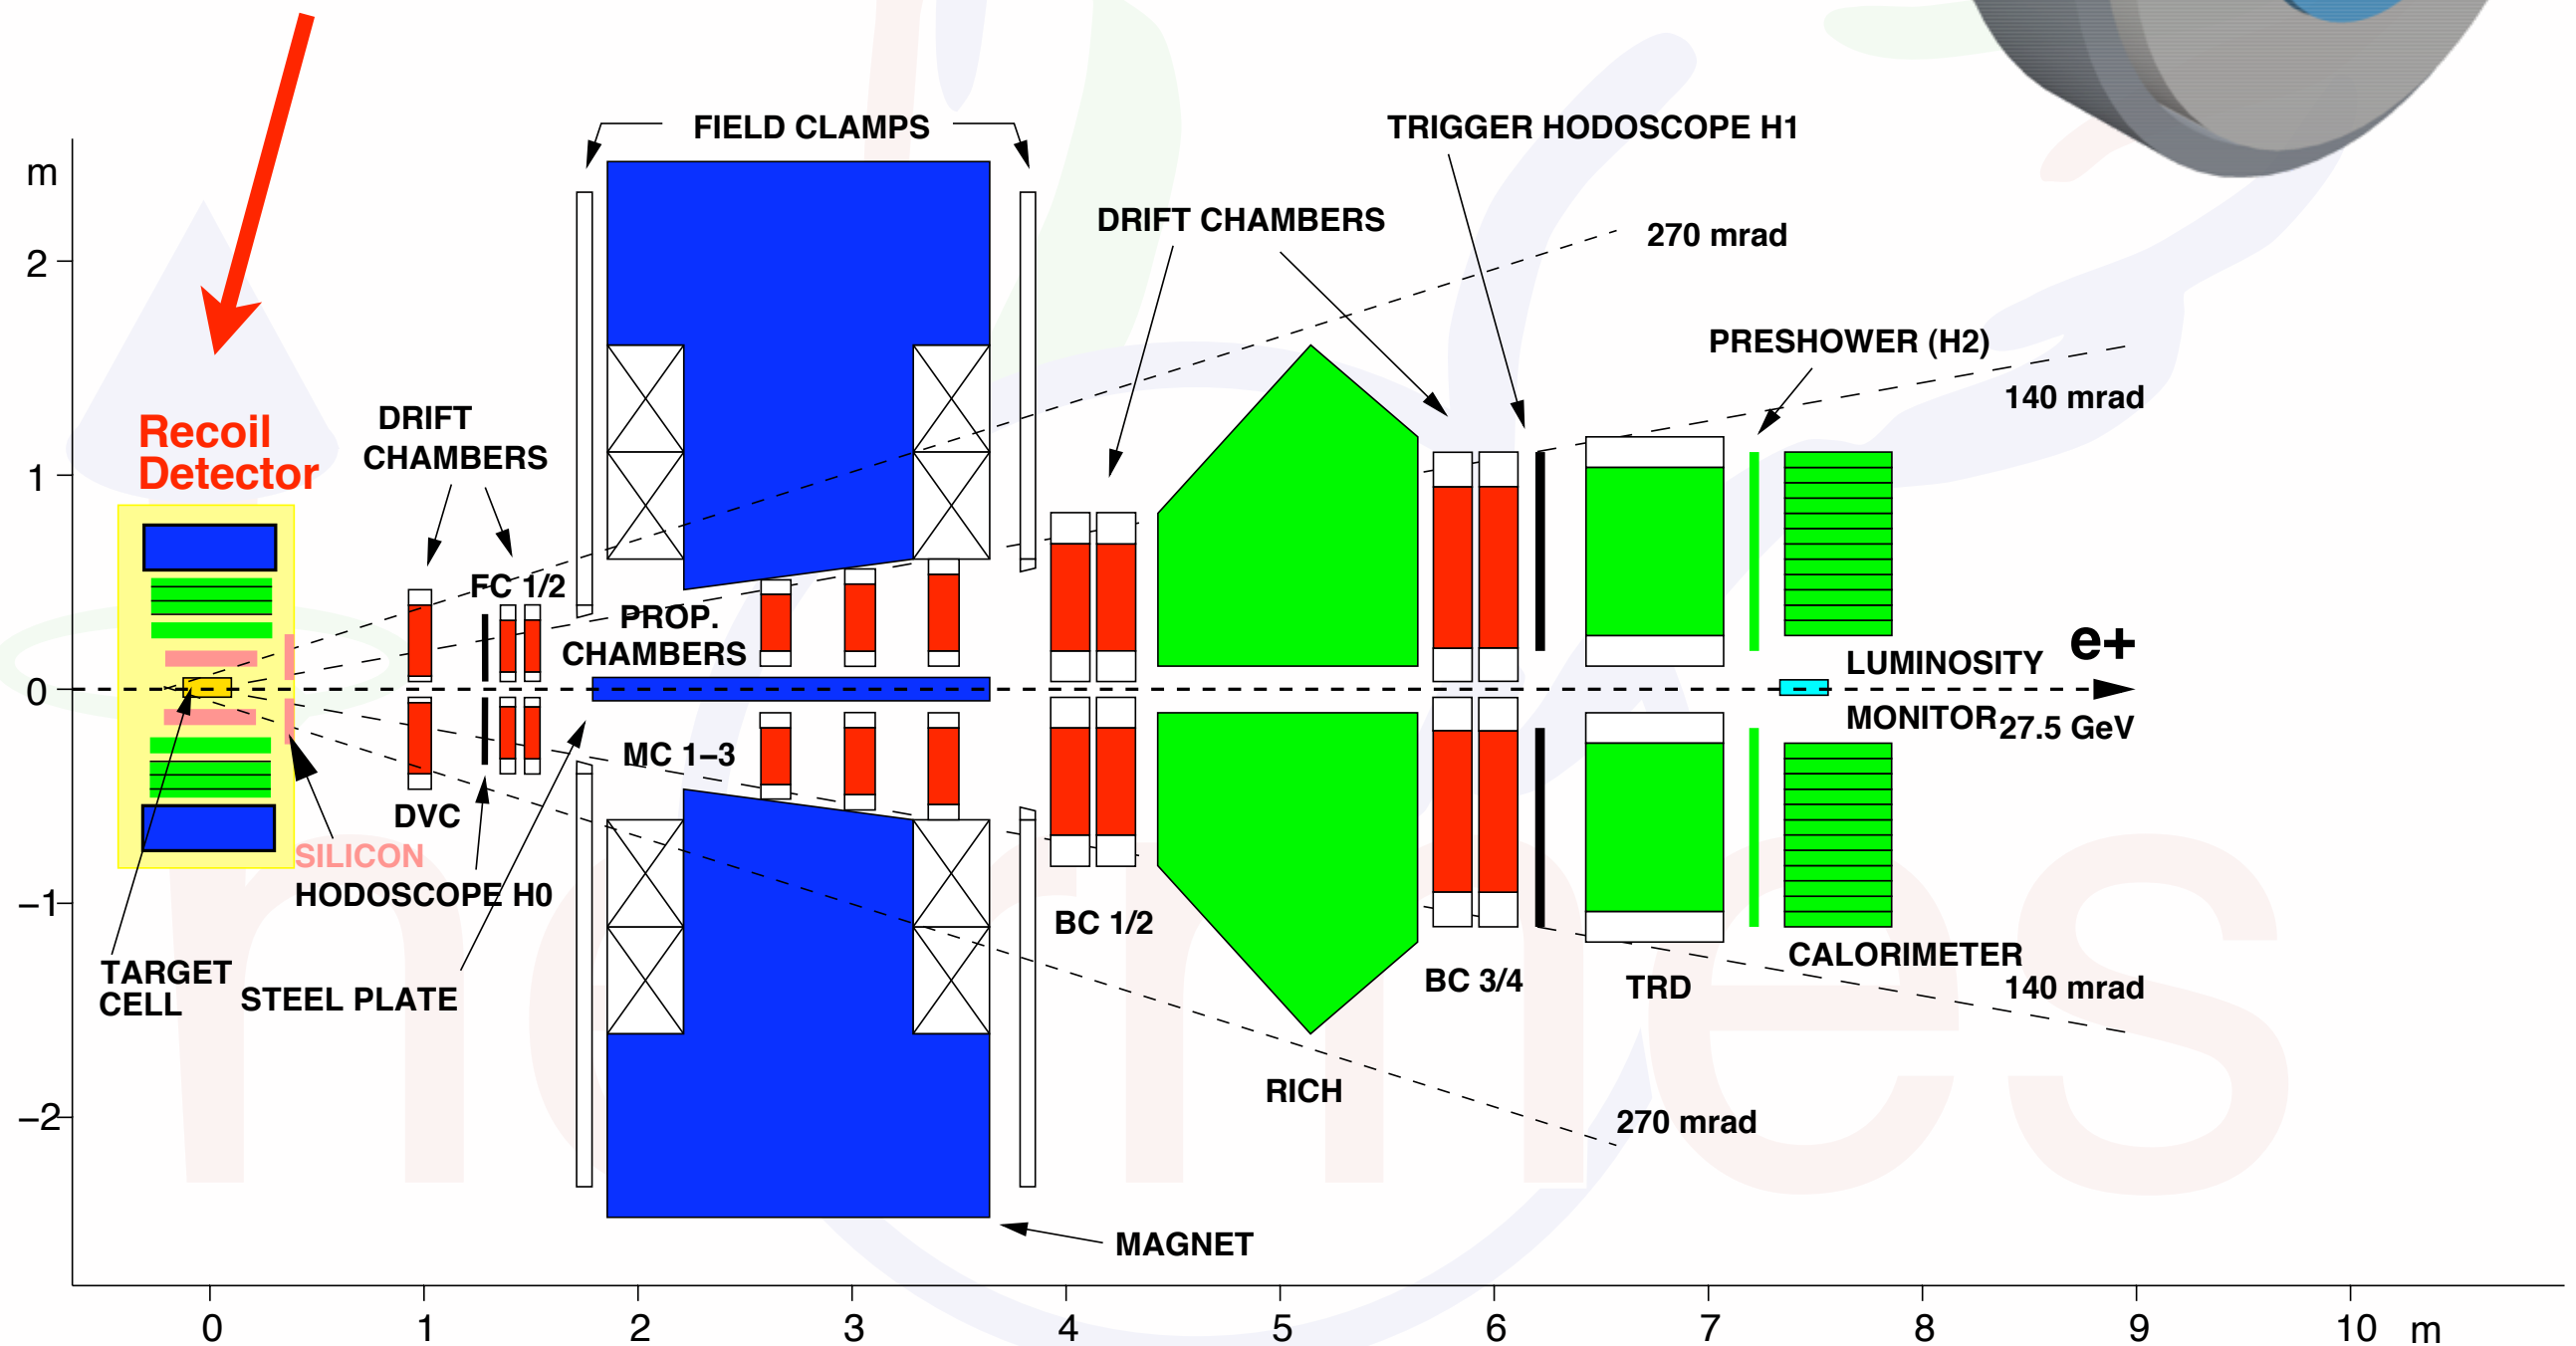 FIELD CLAMPS
TRIGGER HODOSCOPE H1
m
DRIFT CHAMBERS
270 mrad
2
PRESHOWER (H2)
140 mrad
DRIFT
CHAMBERS
Recoil
Detector
1
FC 1/2
PROP.
CHAMBERS
e+
LUMINOSITY
0
MONITOR
27.5 GeV
MC 1–3
DVC
SILICON
HODOSCOPE H0
–1
BC 1/2
CALORIMETER
TARGET
CELL
STEEL PLATE
BC 3/4
TRD
140 mrad
RICH
–2
270 mrad
MAGNET
0 1 2 3 4 5 6 7 8 9 10 m
hermes